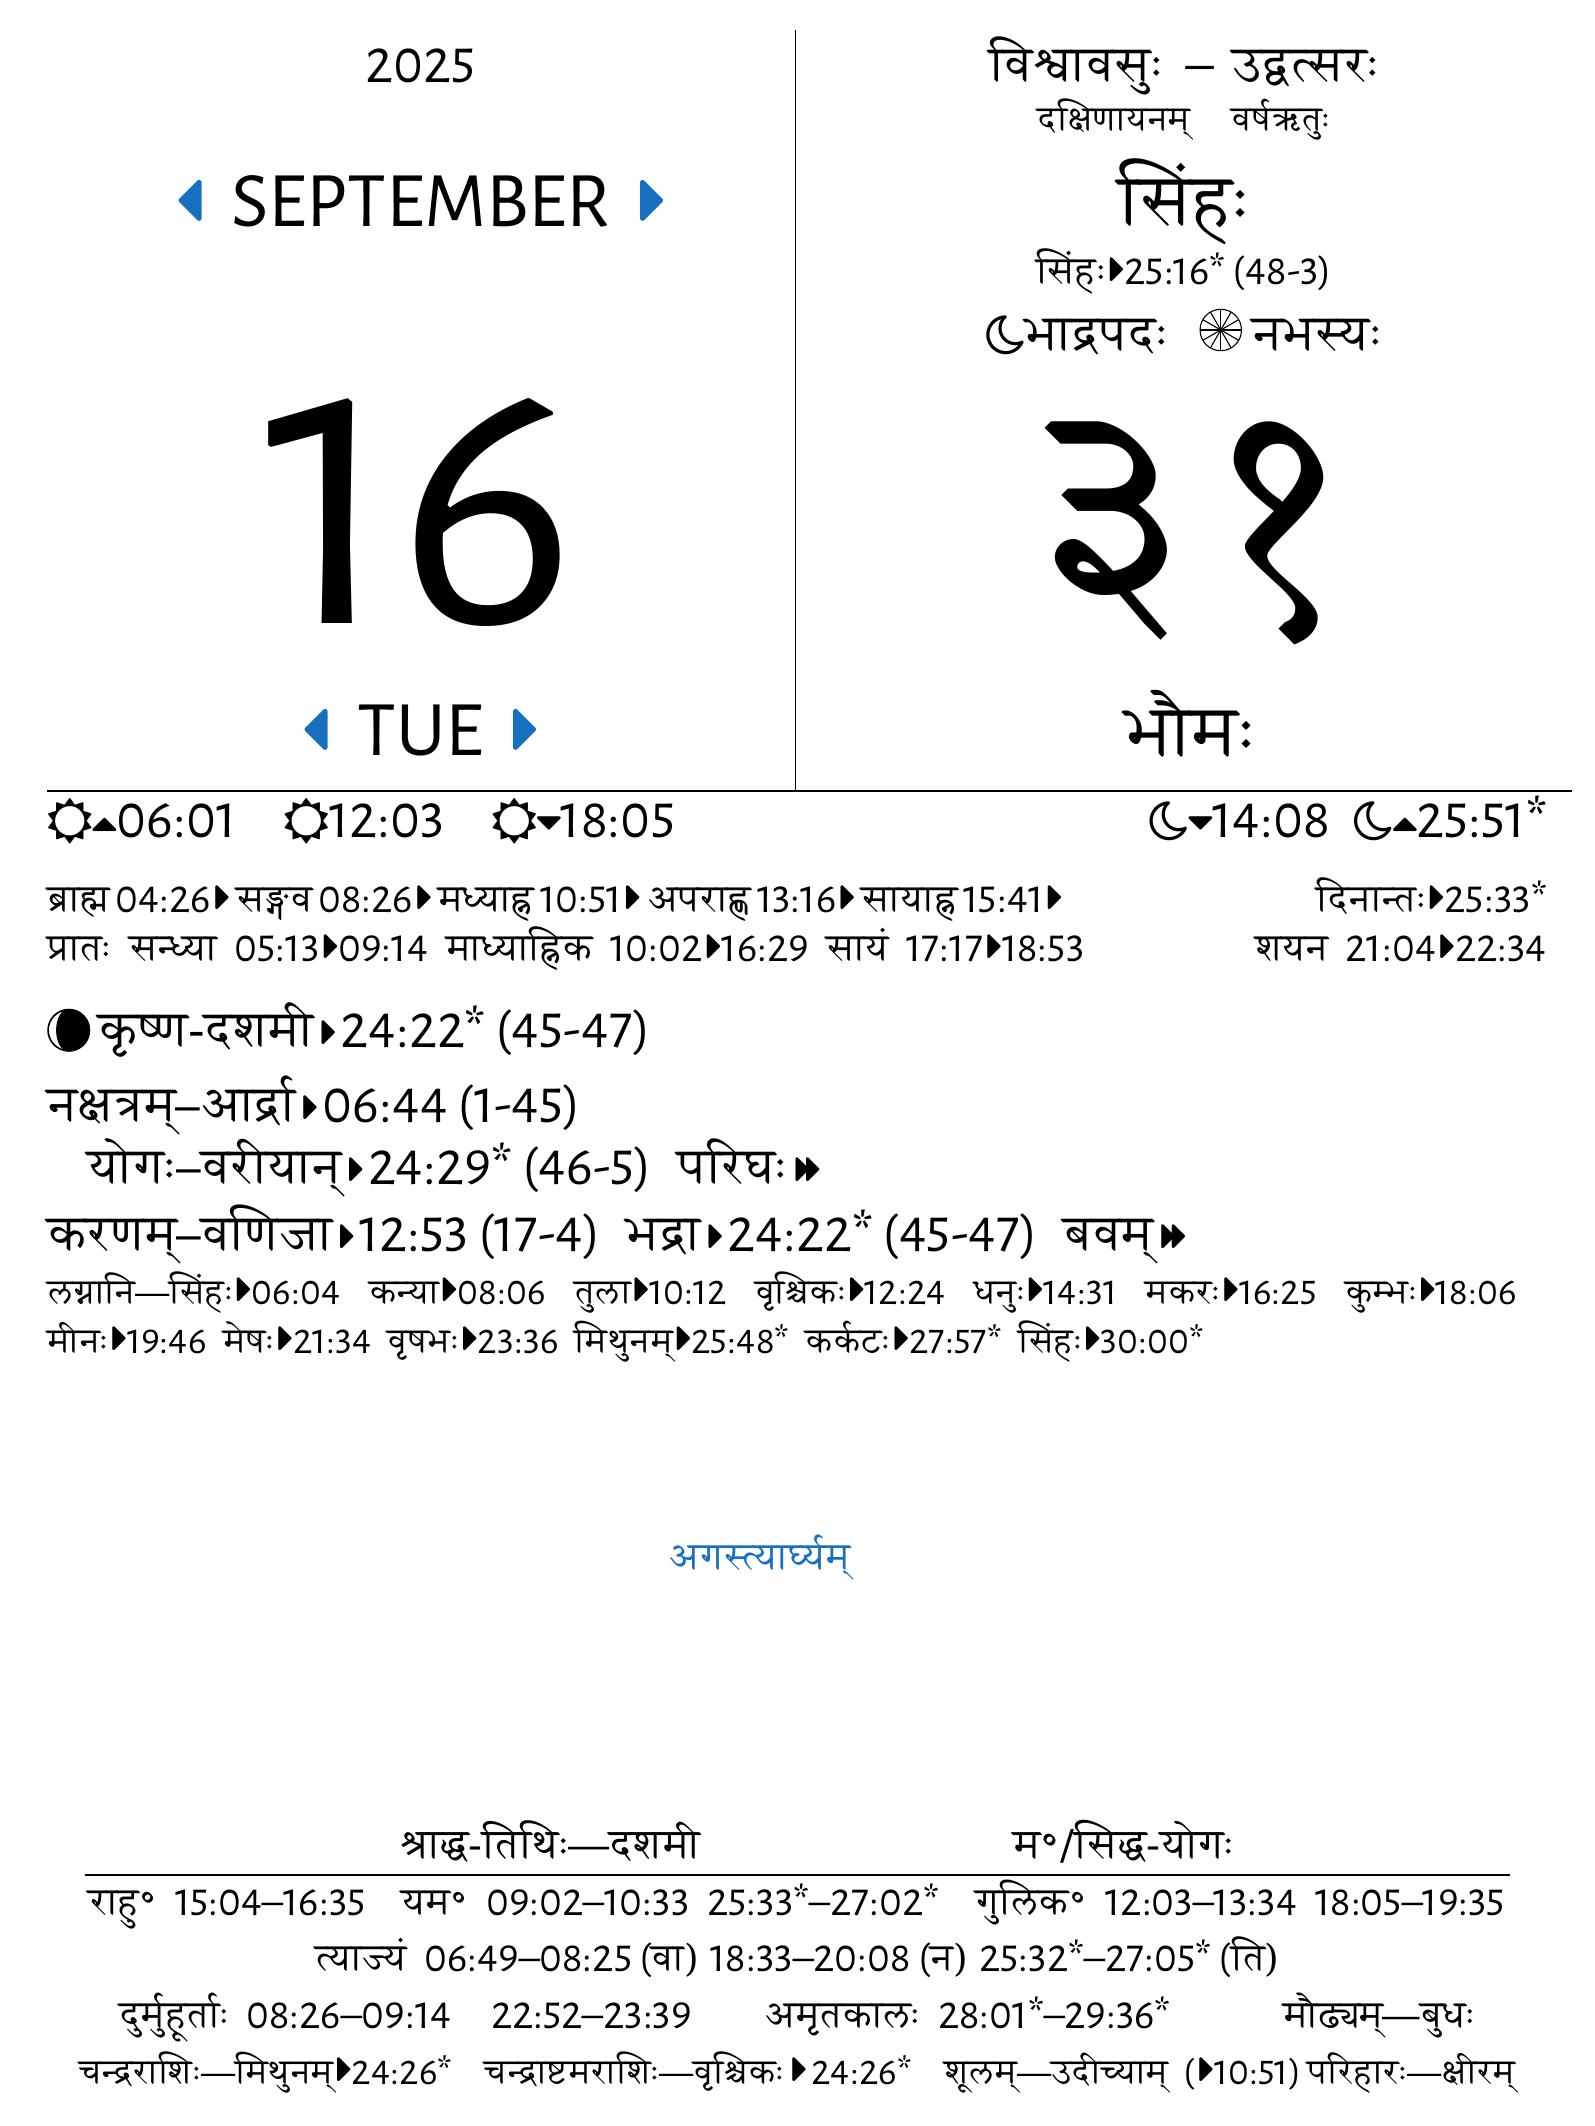 2025
SEPTEMBER
16
TUE
विश्वावसुः – उद्वत्सरः
दक्षिणायनम् वर्षऋतुः
सिंहः
सिंहः⏵25:16* (48-3)
भाद्रपदः नभस्यः
३१
भौमः
06:01 12:03 18:05 14:08 25:51*
ब्राह्म 04:26⏵ सङ्गव 08:26⏵ मध्याह्न 10:51⏵ अपराह्ण 13:16⏵ सायाह्न 15:41⏵ दिनान्तः⏵25:33*
प्रातः सन्ध्या 05:13⏵09:14 माध्याह्निक 10:02⏵16:29 सायं 17:17⏵18:53 शयन 21:04⏵22:34
कृष्ण-दशमी⏵24:22* (45-47)
नक्षत्रम्–आर्द्रा⏵06:44 (1-45)
योगः–वरीयान्⏵24:29* (46-5) परिघः⏩
करणम्–वणिजा⏵12:53 (17-4) भद्रा⏵24:22* (45-47) बवम्⏩
लग्नानि—सिंहः⏵06:04 कन्या⏵08:06 तुला⏵10:12 वृश्चिकः⏵12:24 धनुः⏵14:31 मकरः⏵16:25 कुम्भः⏵18:06
मीनः⏵19:46 मेषः⏵21:34 वृषभः⏵23:36 मिथुनम्⏵25:48* कर्कटः⏵27:57* सिंहः⏵30:00*
अगस्त्यार्घ्यम्
श्राद्ध-तिथिः—दशमी म°/सिद्ध-योगः
राहु° 15:04–16:35 यम° 09:02–10:33 25:33*–27:02* गुलिक° 12:03–13:34 18:05–19:35
त्याज्यं 06:49–08:25 (वा) 18:33–20:08 (न) 25:32*–27:05* (ति)
दुर्मुहूर्ताः 08:26–09:14 22:52–23:39 अमृतकालः 28:01*–29:36* मौढ्यम्—बुधः
चन्द्रराशिः—मिथुनम्⏵24:26* चन्द्राष्टमराशिः—वृश्चिकः⏵24:26* शूलम्—उदीच्याम् (⏵10:51) परिहारः—क्षीरम्